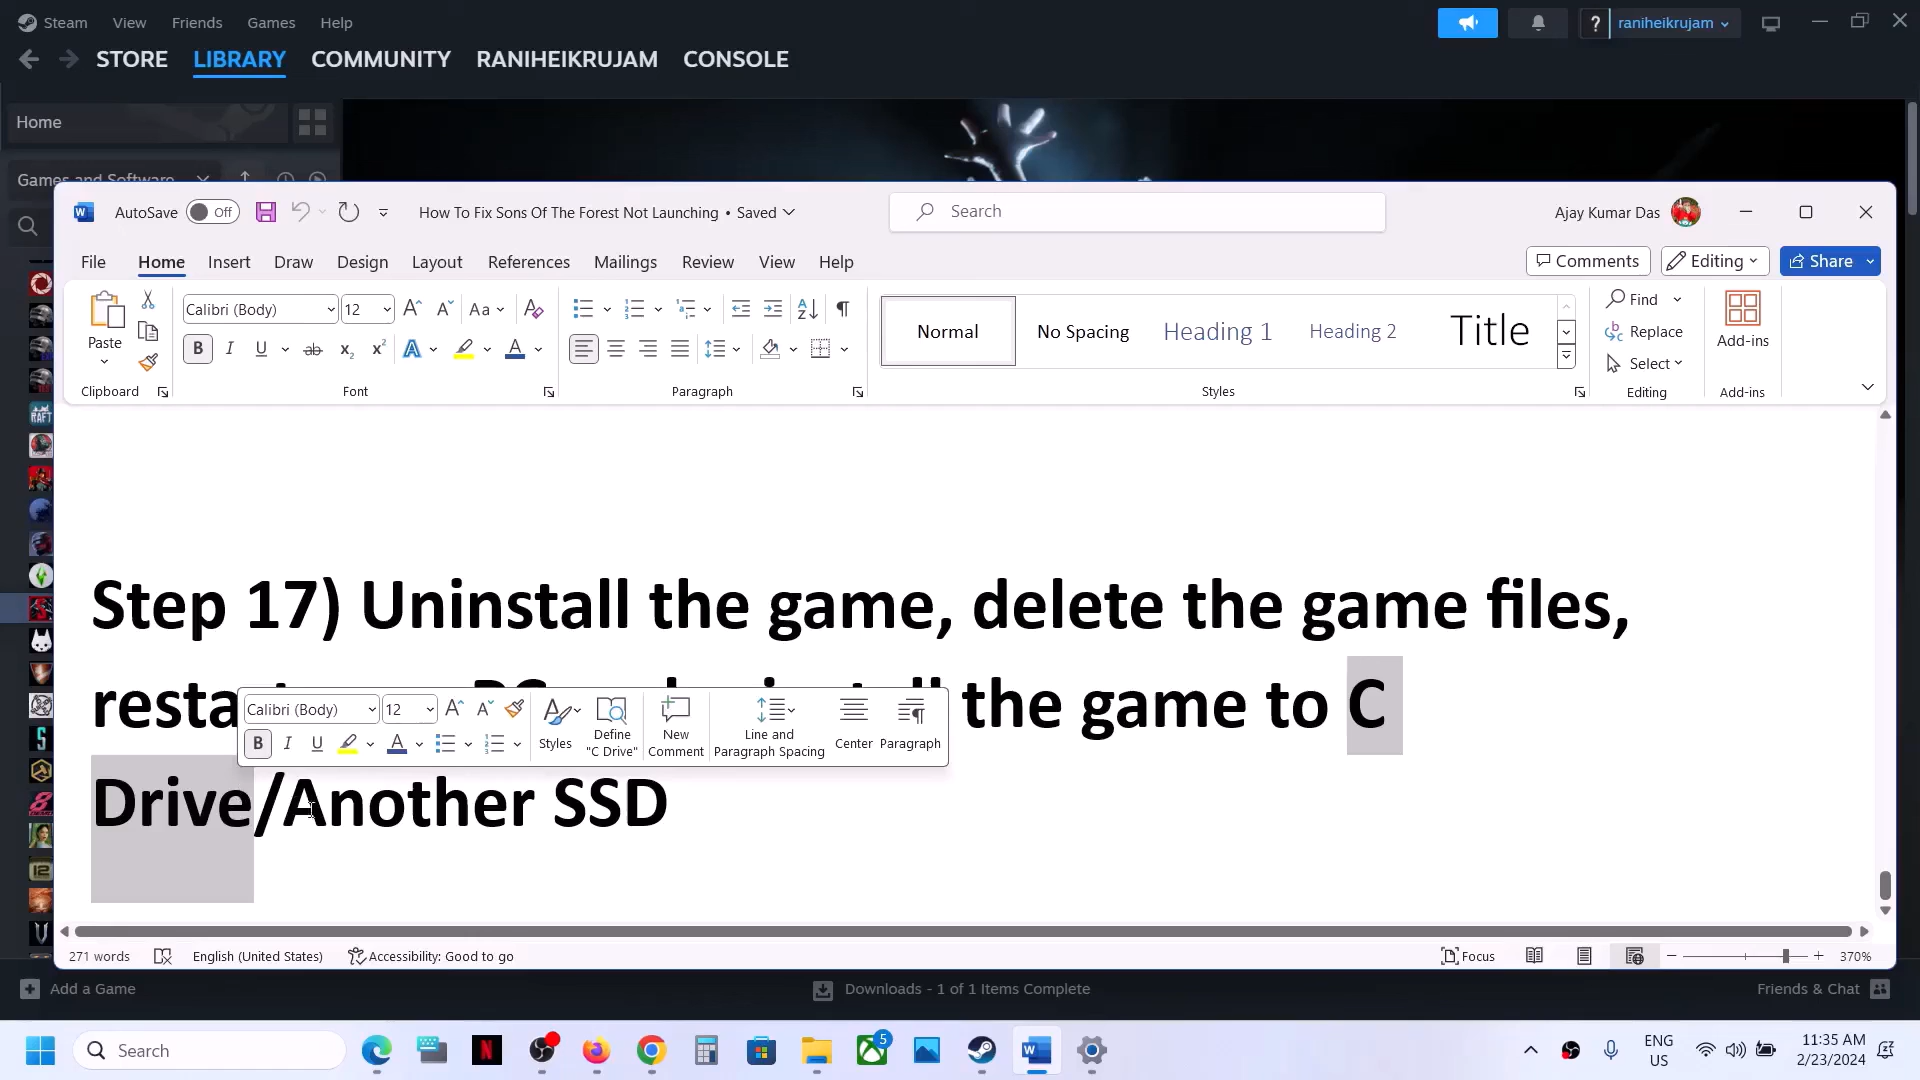 Steam View Friends Games Help
raniheikrujam
STORE LIBRARY COMMUNITY RANIHEIKRUJAM CONSOLE
Home
Games and Software
AutoSave Off How To Fix Sons Of The Forest Not Launching • Saved Search Ajay Kumar Das
File Home Insert Draw Design Layout References Mailings Review View Help Comments Editing Share
Paste Calibri (Body) 12 Aa Normal No Spacing Heading 1 Heading 2 Title Find Replace Select Add-ins
Clipboard Font Paragraph Styles Editing Add-ins
Step 17) Uninstall the game, delete the game files,
the game to C
Drive/Another SSD
Calibri (Body) 12 Styles Define "C Drive" New Comment Line and Paragraph Spacing Center Paragraph
271 words English (United States) Accessibility: Good to go Focus 370%
Add a Game Downloads - 1 of 1 Items Complete Friends & Chat
Search 5 ENG US 11:35 AM 2/23/2024